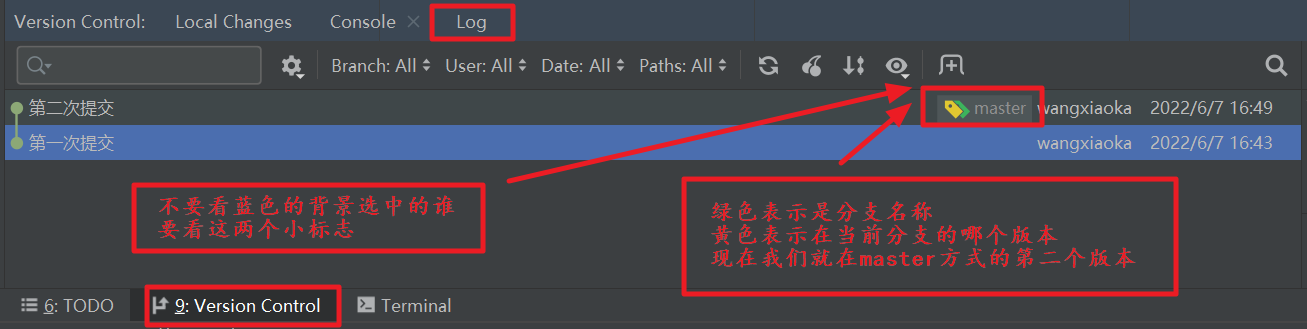 Version Control: Local Changes Console × Log
Branch: All User: All Date: All Paths: All
第二次提交 master wangxiaoka 2022/6/7 16:49
第一次提交 wangxiaoka 2022/6/7 16:43
不要看蓝色的背景选中的谁
要看这两个小标志
绿色表示是分支名称
黄色表示在当前分支的哪个版本
现在我们就在master方式的第二个版本
6: TODO 9: Version Control Terminal